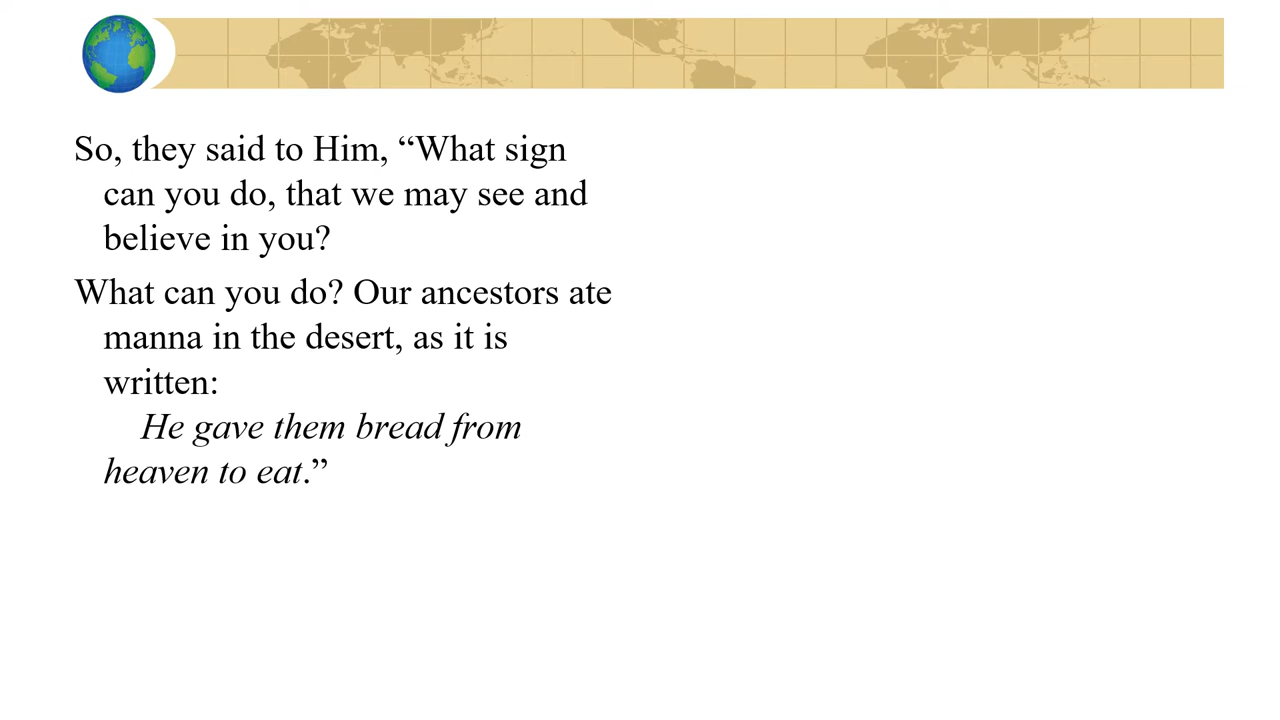 So, they said to Him, “What sign
can you do, that we may see and
believe in you?
What can you do? Our ancestors ate
manna in the desert, as it is
written:
He gave them bread from
heaven to eat.”